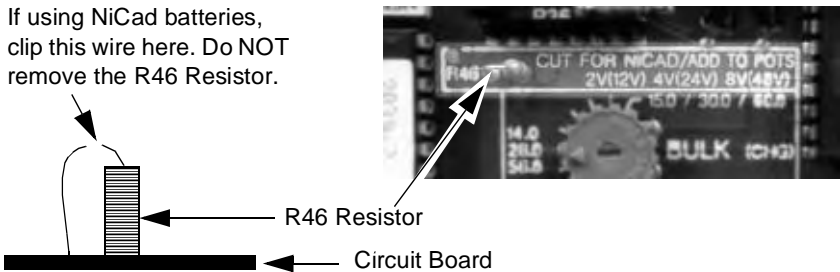 If using NiCad batteries,
clip this wire here. Do NOT
remove the R46 Resistor.
R46
CUT FOR NICAD/ADD TO POTS
2V(12V) 4V(24V) 8V(48V)
15.0 / 30.0 / 60.0
14.0
28.0
56.0
BULK (CHG)
R46 Resistor
Circuit Board